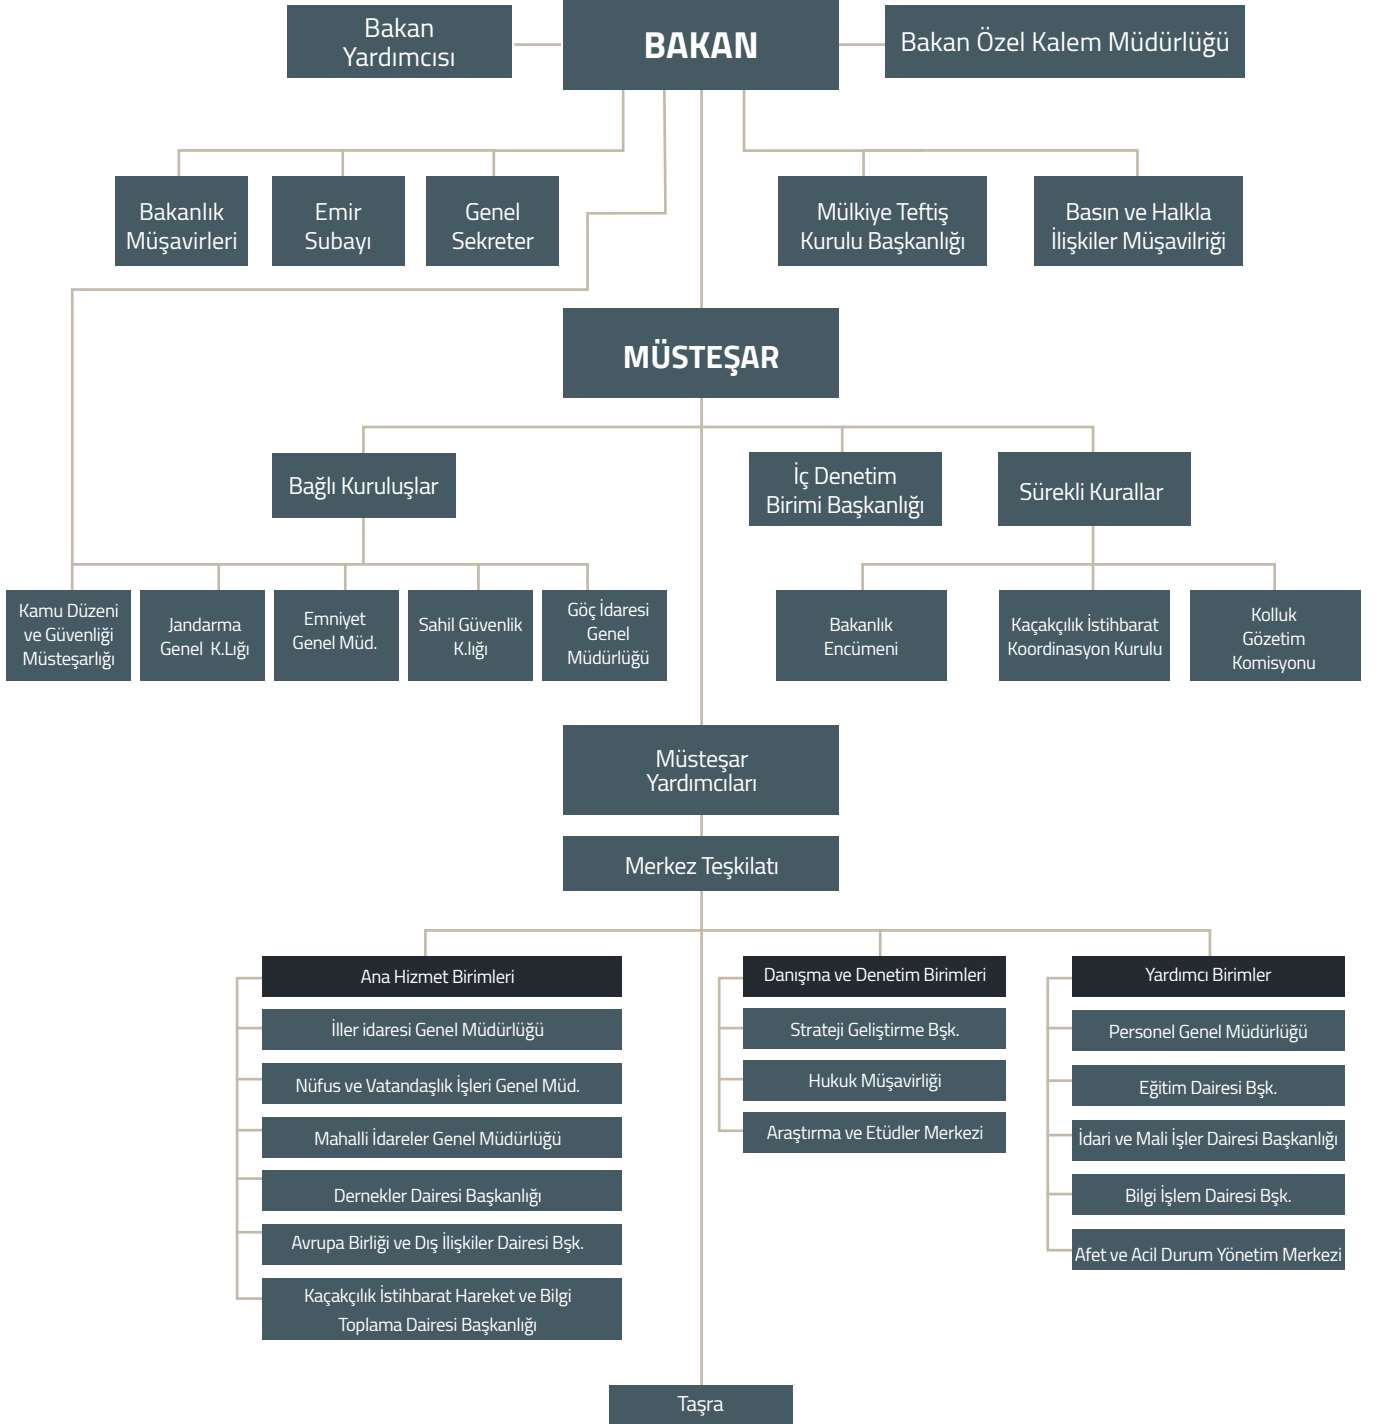 Bakan
Yardımcısı
BAKAN
Bakan Özel Kalem Müdürlüğü
Bakanlık
Müşavirleri
Emir
Subayı
Genel
Sekreter
Mülkiye Teftiş
Kurulu Başkanlığı
Basın ve Halkla
İlişkiler Müşavilriği
MÜSTEŞAR
Bağlı Kuruluşlar
İç Denetim
Birimi Başkanlığı
Sürekli Kurallar
Kamu Düzeni
ve Güvenliği
Müsteşarlığı
Jandarma
Genel K.Lığı
Emniyet
Genel Müd.
Sahil Güvenlik
K.lığı
Göç İdaresi
Genel
Müdürlüğü
Bakanlık
Encümeni
Kaçakçılık İstihbarat
Koordinasyon Kurulu
Kolluk
Gözetim
Komisyonu
Müsteşar
Yardımcıları
Merkez Teşkilatı
Ana Hizmet Birimleri
İller idaresi Genel Müdürlüğü
Nüfus ve Vatandaşlık İşleri Genel Müd.
Mahalli İdareler Genel Müdürlüğü
Dernekler Dairesi Başkanlığı
Avrupa Birliği ve Dış İlişkiler Dairesi Bşk.
Kaçakçılık İstihbarat Hareket ve Bilgi
Toplama Dairesi Başkanlığı
Danışma ve Denetim Birimleri
Strateji Geliştirme Bşk.
Hukuk Müşavirliği
Araştırma ve Etüdler Merkezi
Yardımcı Birimler
Personel Genel Müdürlüğü
Eğitim Dairesi Bşk.
İdari ve Mali İşler Dairesi Başkanlığı
Bilgi İşlem Dairesi Bşk.
Afet ve Acil Durum Yönetim Merkezi
Taşra